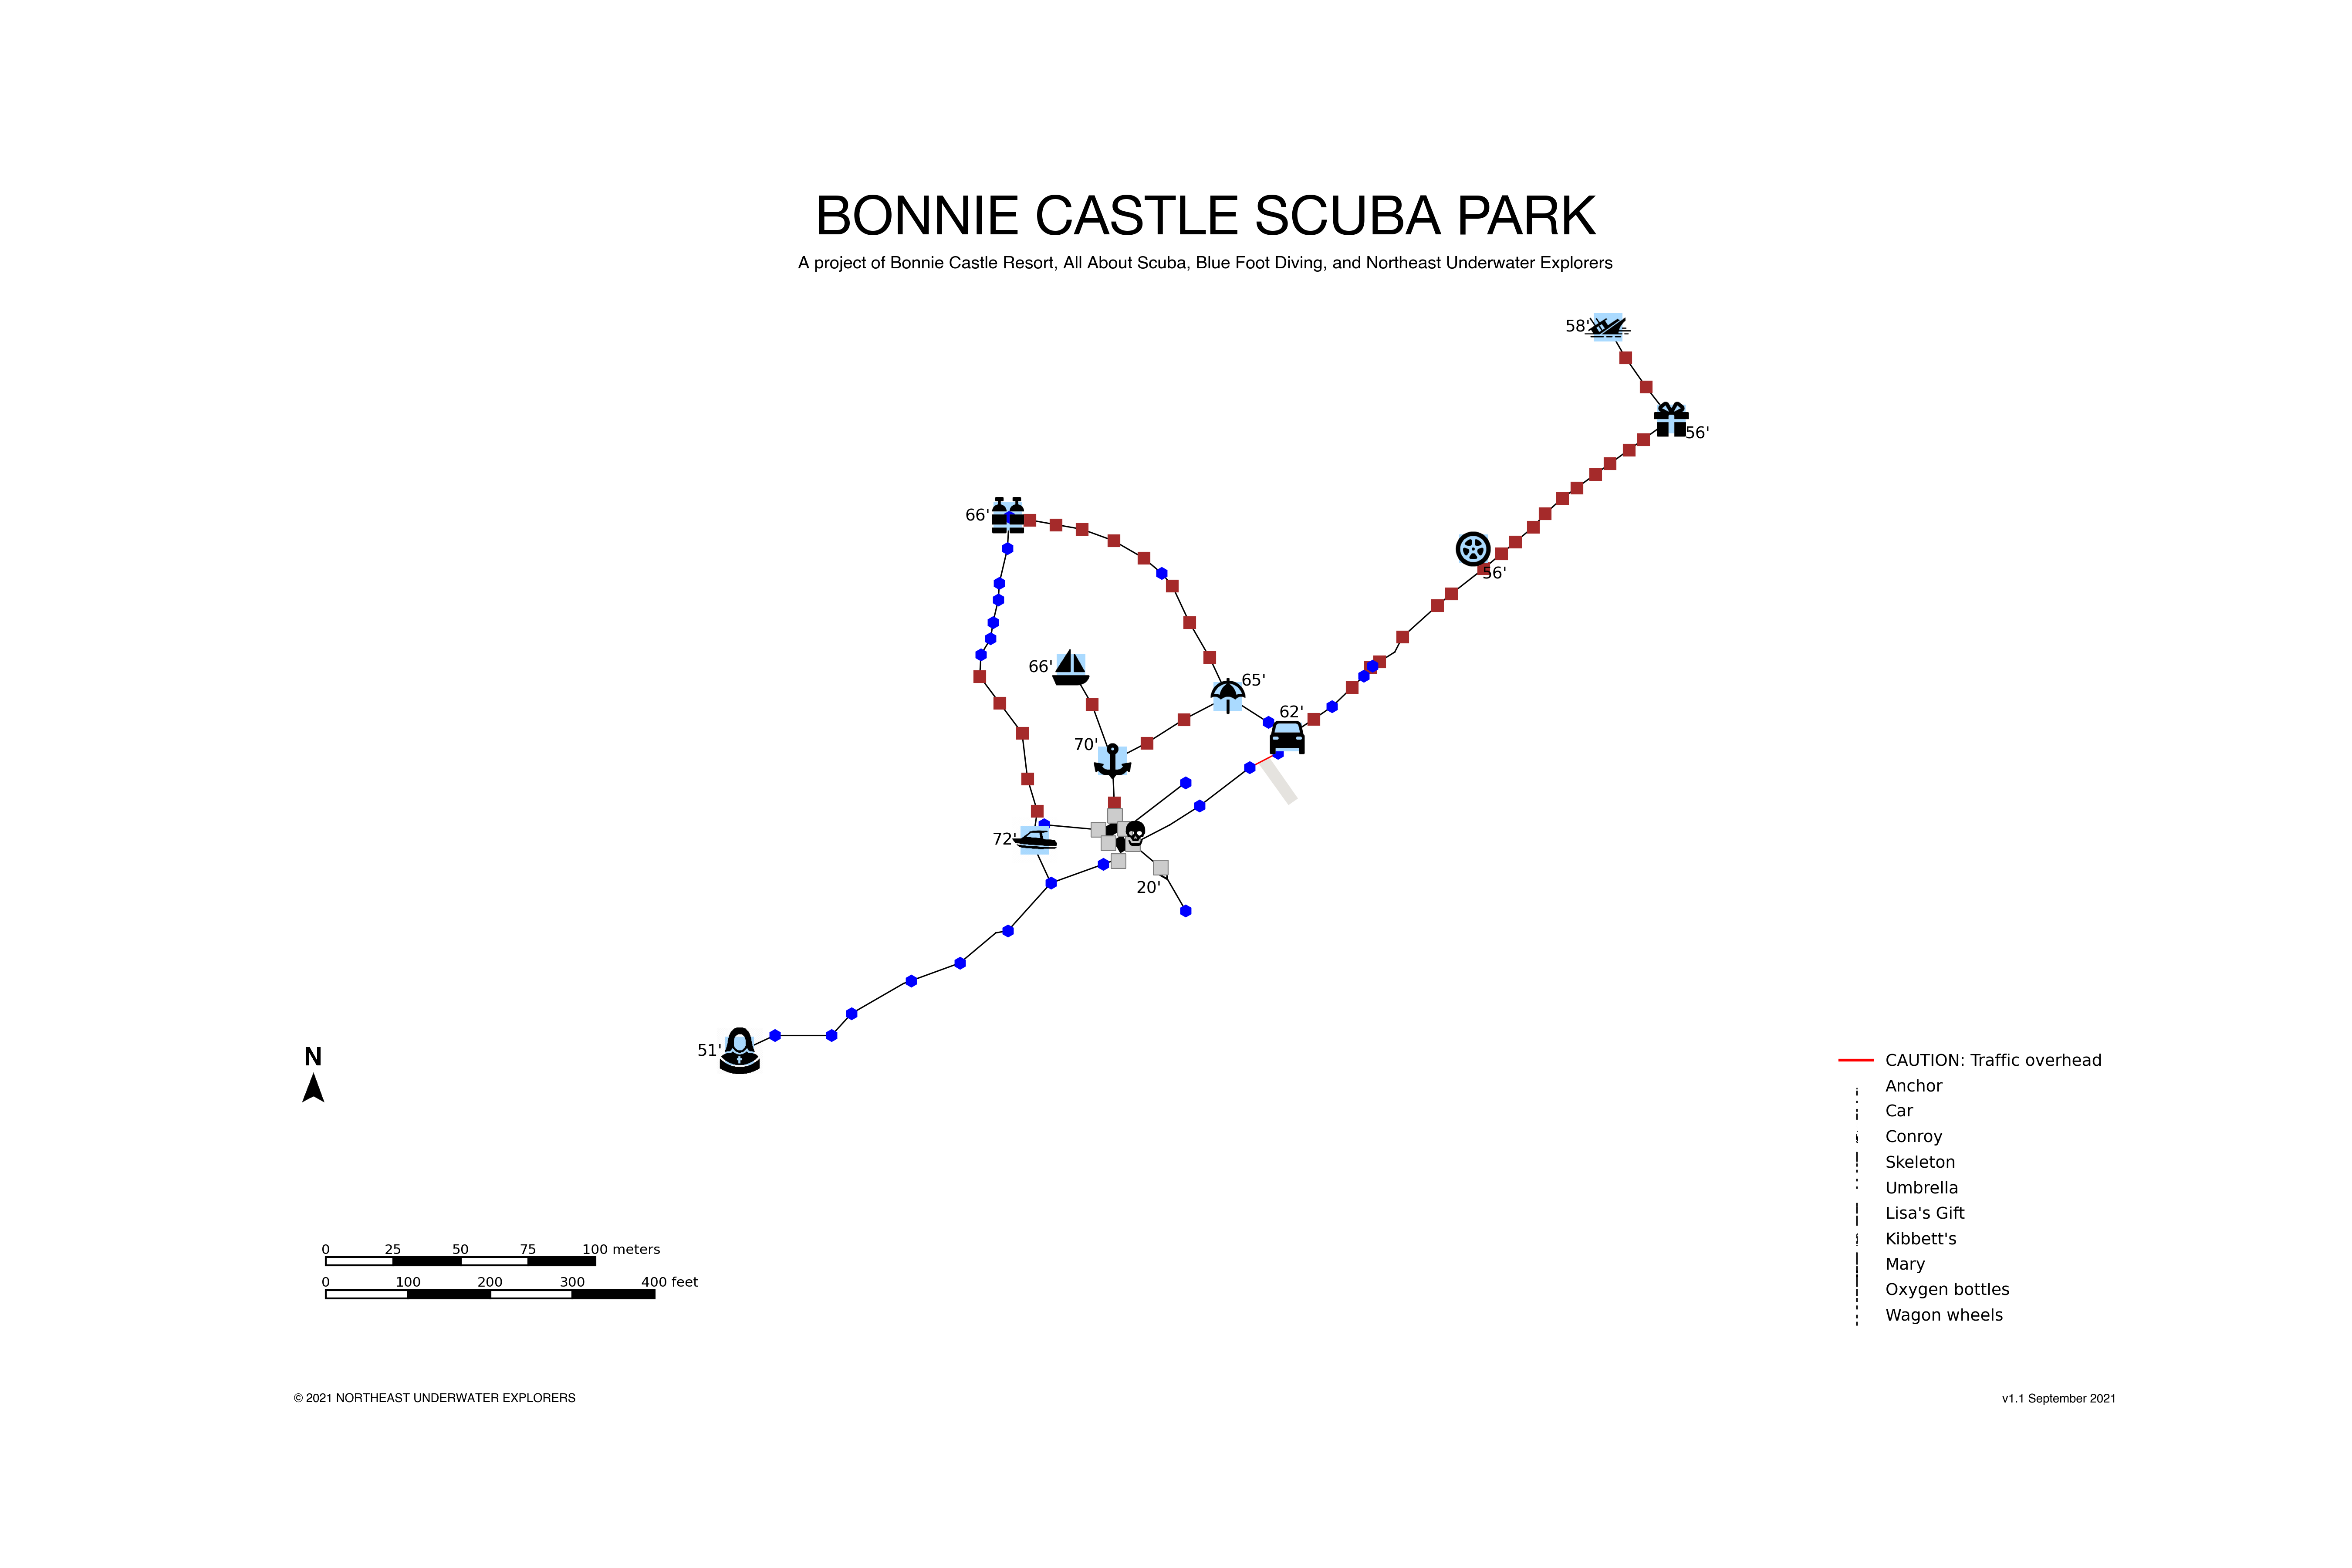 BONNIE CASTLE SCUBA PARK
A project of Bonnie Castle Resort, All About Scuba, Blue Foot Diving, and Northeast Underwater Explorers
58'
56'
66'
56'
66'
65'
62'
70'
72'
20'
51'
N
CAUTION: Traffic overhead
Anchor
Car
Conroy
Skeleton
Umbrella
Lisa's Gift
Kibbett's
Mary
Oxygen bottles
Wagon wheels
0 25 50 75 100 meters
0 100 200 300 400 feet
© 2021 NORTHEAST UNDERWATER EXPLORERS
v1.1 September 2021